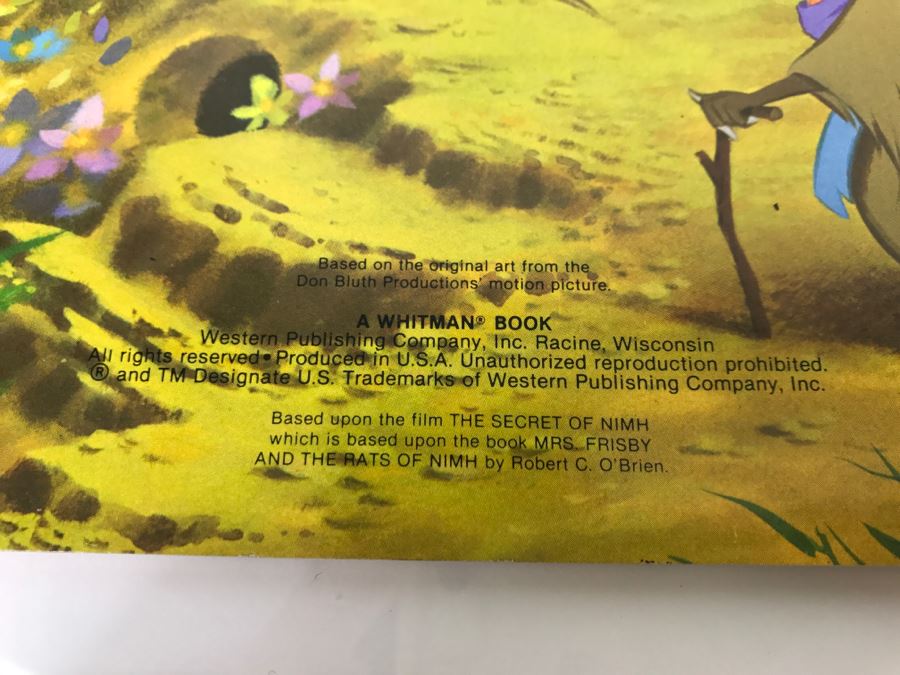 Based on the original art from the
Don Bluth Productions' motion picture.
A WHITMAN® BOOK
Western Publishing Company, Inc. Racine, Wisconsin
All rights reserved • Produced in U.S.A. Unauthorized reproduction prohibited.
® and TM Designate U.S. Trademarks of Western Publishing Company, Inc.
Based upon the film THE SECRET OF NIMH
which is based upon the book MRS. FRISBY
AND THE RATS OF NIMH by Robert C. O'Brien.